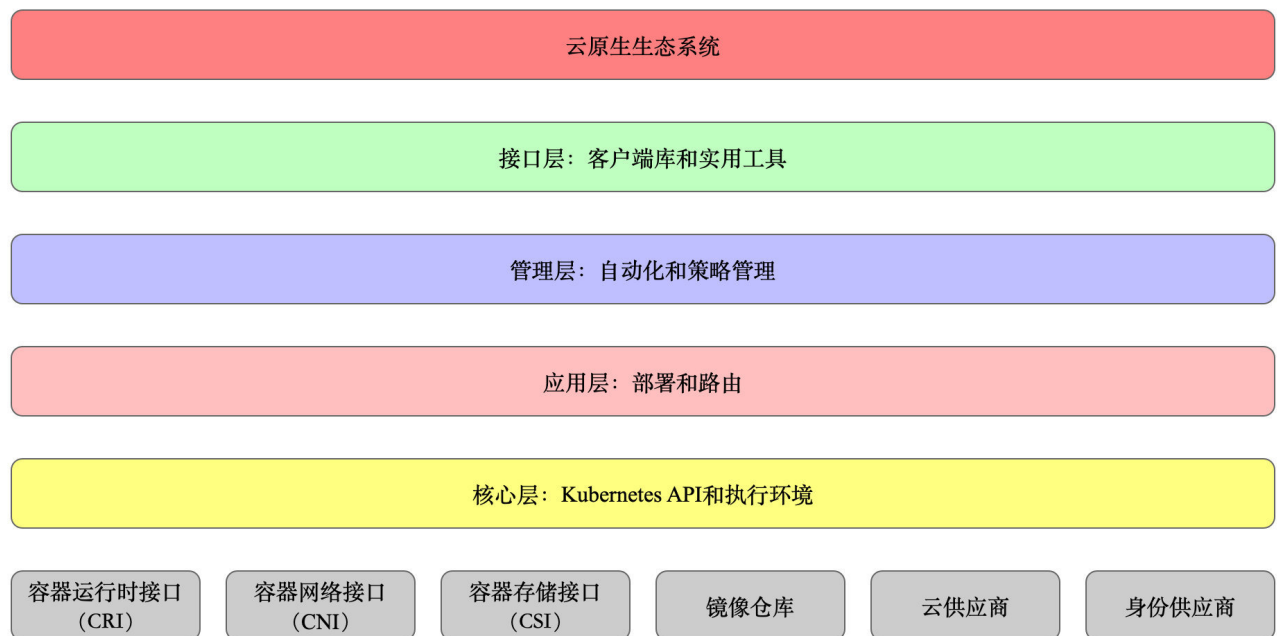 云原生生态系统
接口层：客户端库和实用工具
管理层：自动化和策略管理
应用层：部署和路由
核心层：Kubernetes API和执行环境
容器运行时接口
（CRI）
容器网络接口
（CNI）
容器存储接口
（CSI）
镜像仓库
云供应商
身份供应商